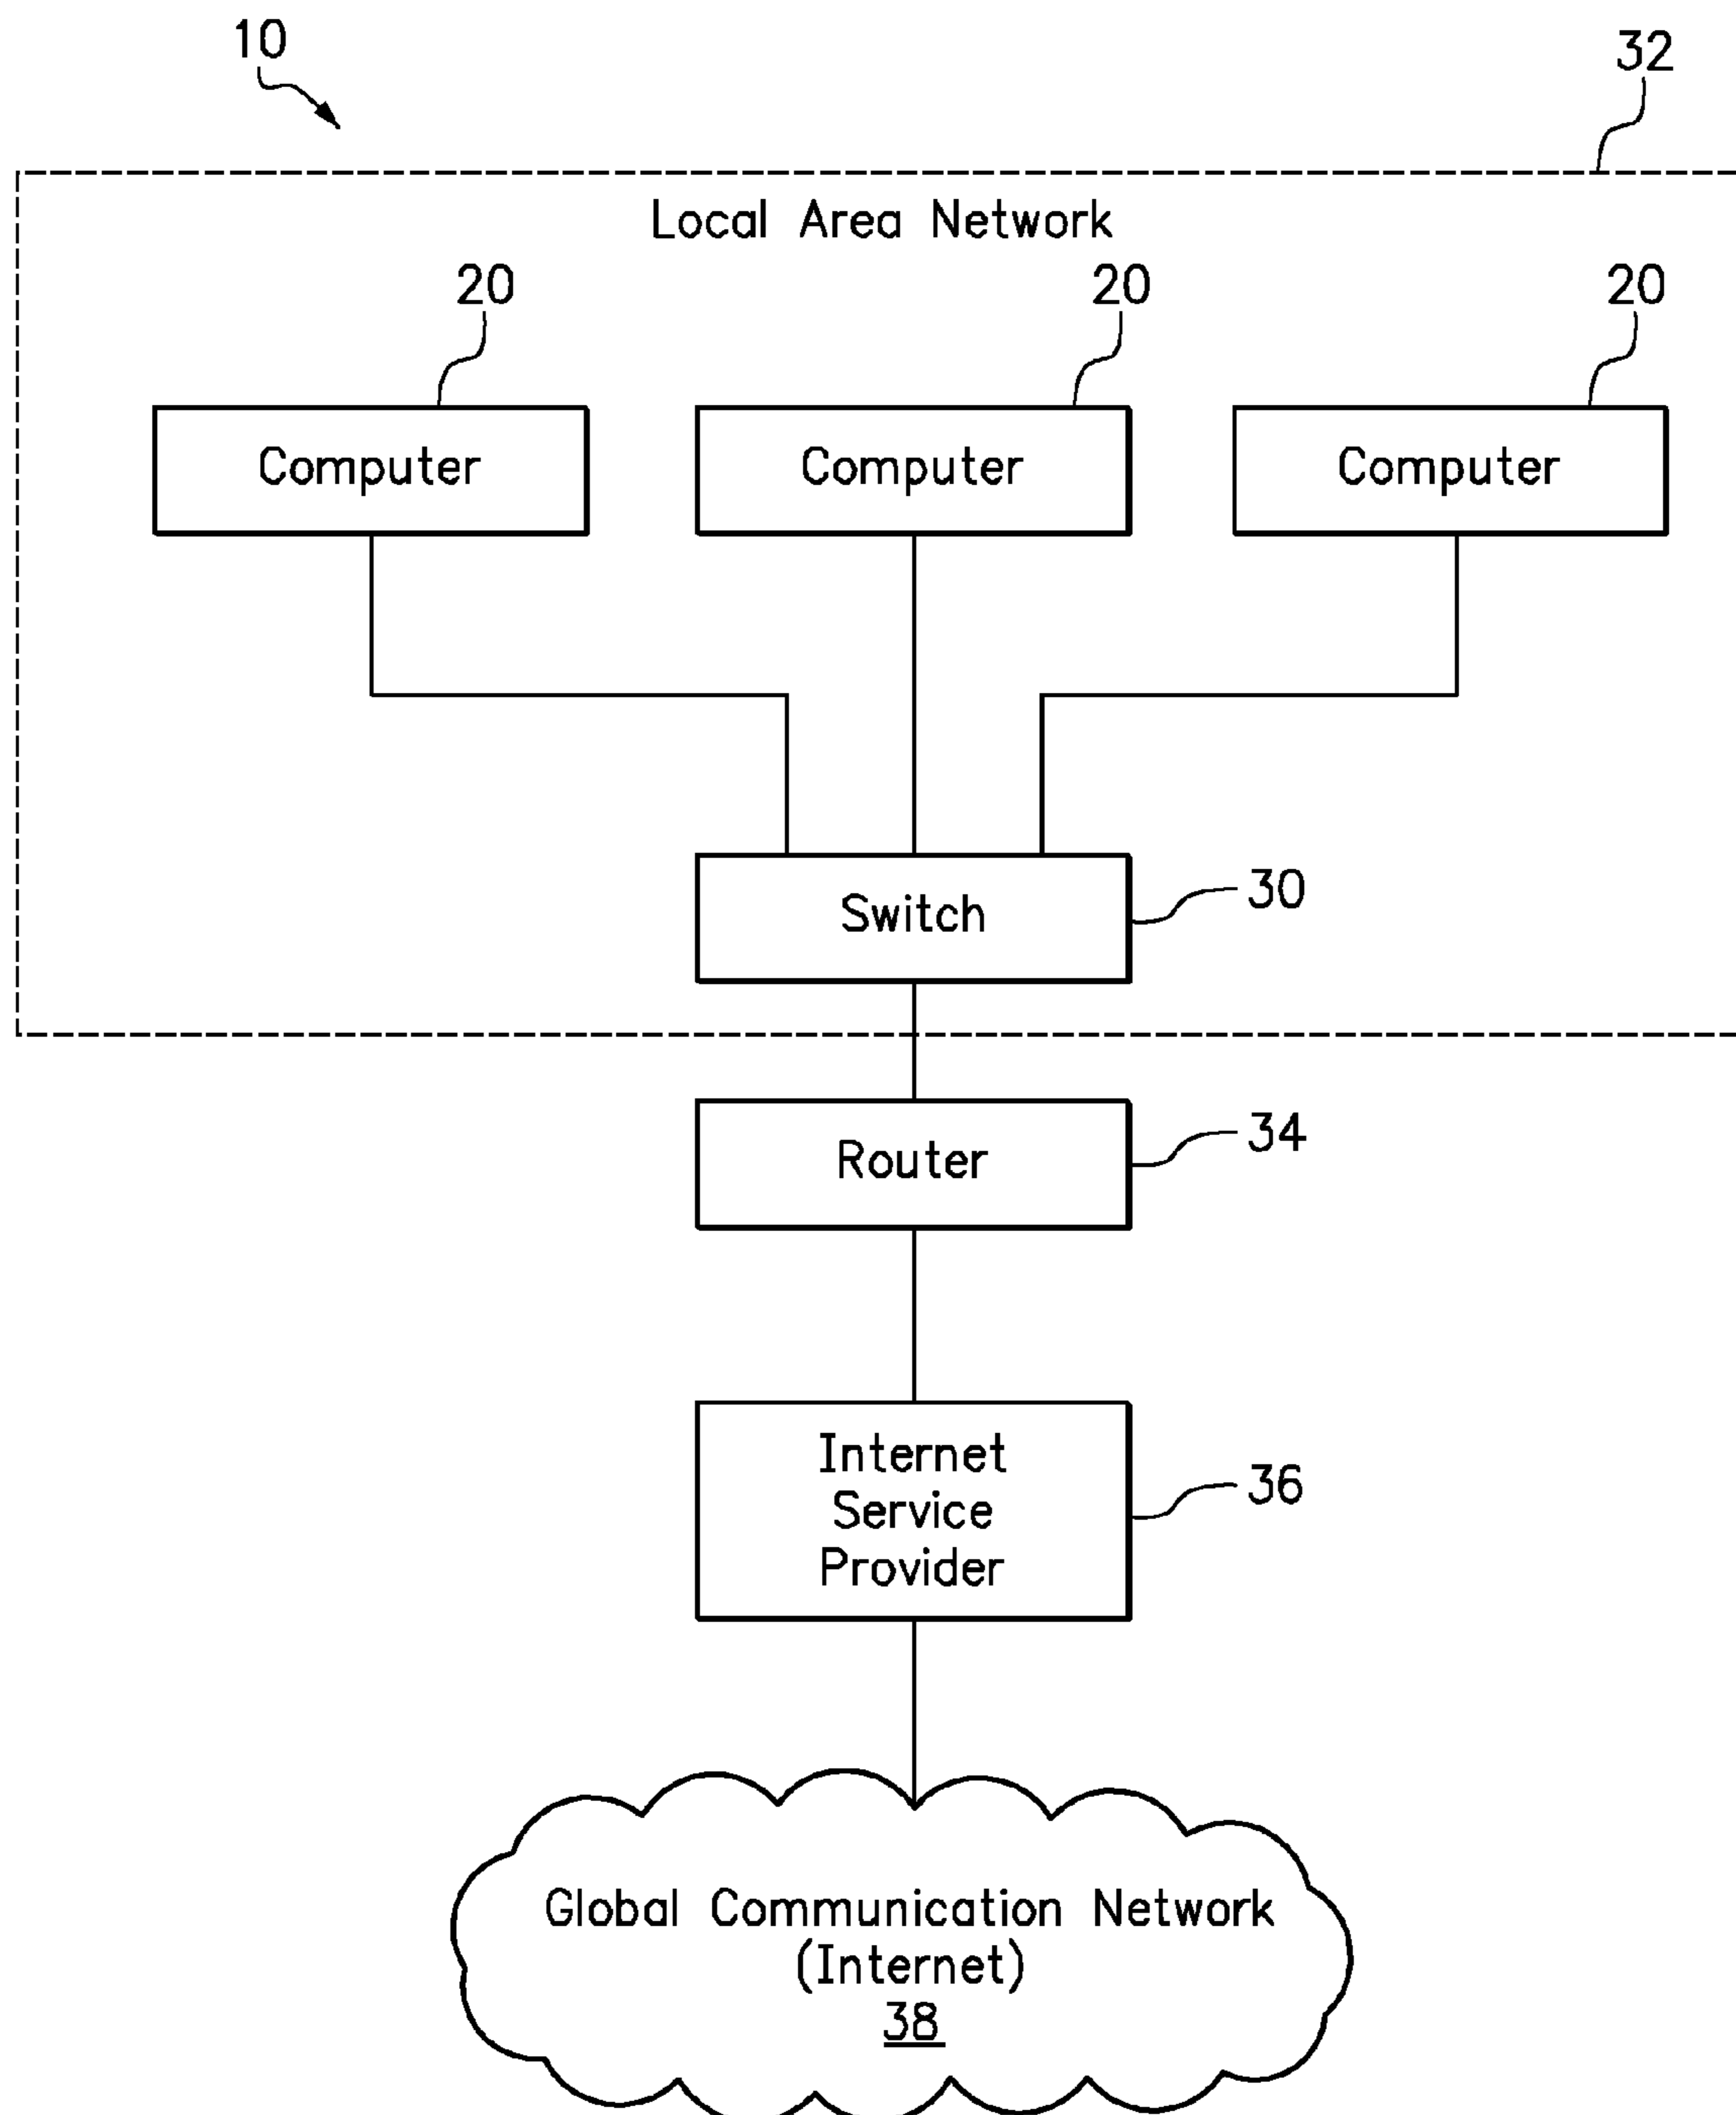 10
32
Local Area Network
20 20 20
Computer Computer Computer
Switch
30
Router
34
Internet
Service
Provider
36
Global Communication Network
(Internet)
38